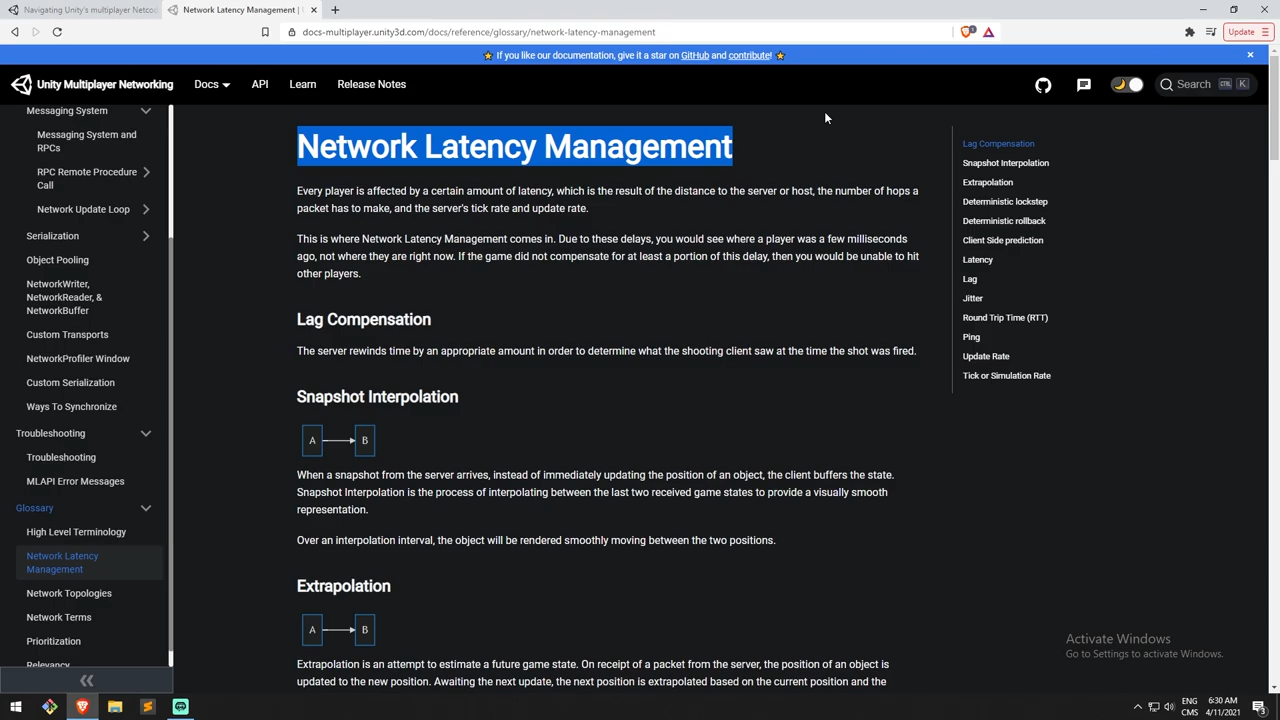 Navigating Unity's multiplayer Netcod
Network Latency Management |
docs-multiplayer.unity3d.com/docs/reference/glossary/network-latency-management
Update
⭐ If you like our documentation, give it a star on GitHub and contribute! ⭐
Unity Multiplayer Networking
Docs
API
Learn
Release Notes
Search
CTRL
K
Messaging System
Messaging System and
RPCs
RPC Remote Procedure
Call
Network Update Loop
Serialization
Object Pooling
NetworkWriter,
NetworkReader, &
NetworkBuffer
Custom Transports
NetworkProfiler Window
Custom Serialization
Ways To Synchronize
Troubleshooting
Troubleshooting
MLAPI Error Messages
Glossary
High Level Terminology
Network Latency
Management
Network Topologies
Network Terms
Prioritization
Relevancy
Network Latency Management
Every player is affected by a certain amount of latency, which is the result of the distance to the server or host, the number of hops a
packet has to make, and the server's tick rate and update rate.
This is where Network Latency Management comes in. Due to these delays, you would see where a player was a few milliseconds
ago, not where they are right now. If the game did not compensate for at least a portion of this delay, then you would be unable to hit
other players.
Lag Compensation
The server rewinds time by an appropriate amount in order to determine what the shooting client saw at the time the shot was fired.
Snapshot Interpolation
A
B
When a snapshot from the server arrives, instead of immediately updating the position of an object, the client buffers the state.
Snapshot Interpolation is the process of interpolating between the last two received game states to provide a visually smooth
representation.
Over an interpolation interval, the object will be rendered smoothly moving between the two positions.
Extrapolation
A
B
Extrapolation is an attempt to estimate a future game state. On receipt of a packet from the server, the position of an object is
updated to the new position. Awaiting the next update, the next position is extrapolated based on the current position and the
Lag Compensation
Snapshot Interpolation
Extrapolation
Deterministic lockstep
Deterministic rollback
Client Side prediction
Latency
Lag
Jitter
Round Trip Time (RTT)
Ping
Update Rate
Tick or Simulation Rate
Activate Windows
Go to Settings to activate Windows.
ENG
CMS
6:30 AM
4/11/2021
3